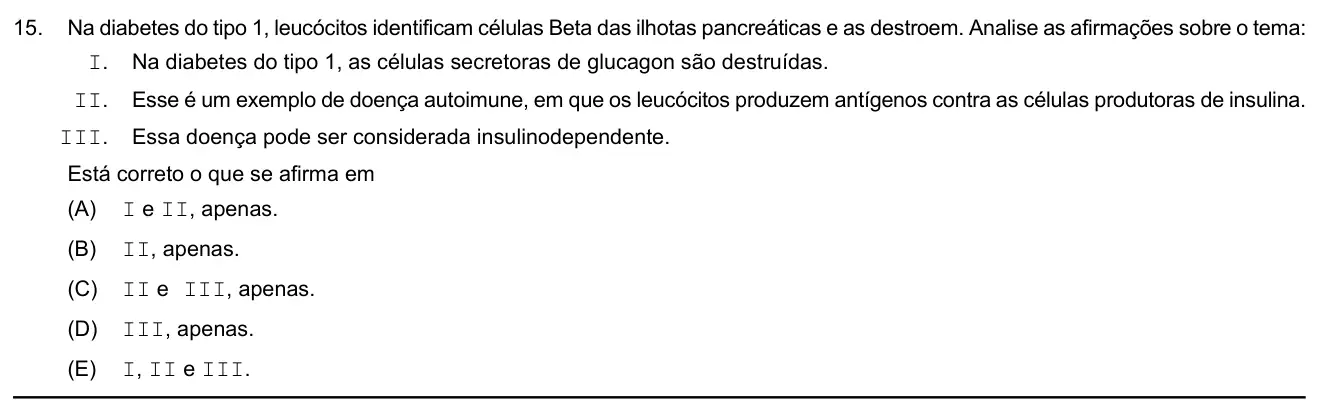 15. Na diabetes do tipo 1, leucócitos identificam células Beta das ilhotas pancreáticas e as destroem. Analise as afirmações sobre o tema:
I. Na diabetes do tipo 1, as células secretoras de glucagon são destruídas.
II. Esse é um exemplo de doença autoimune, em que os leucócitos produzem antígenos contra as células produtoras de insulina.
III. Essa doença pode ser considerada insulinodependente.
Está correto o que se afirma em
(A) I e II, apenas.
(B) II, apenas.
(C) II e III, apenas.
(D) III, apenas.
(E) I, II e III.